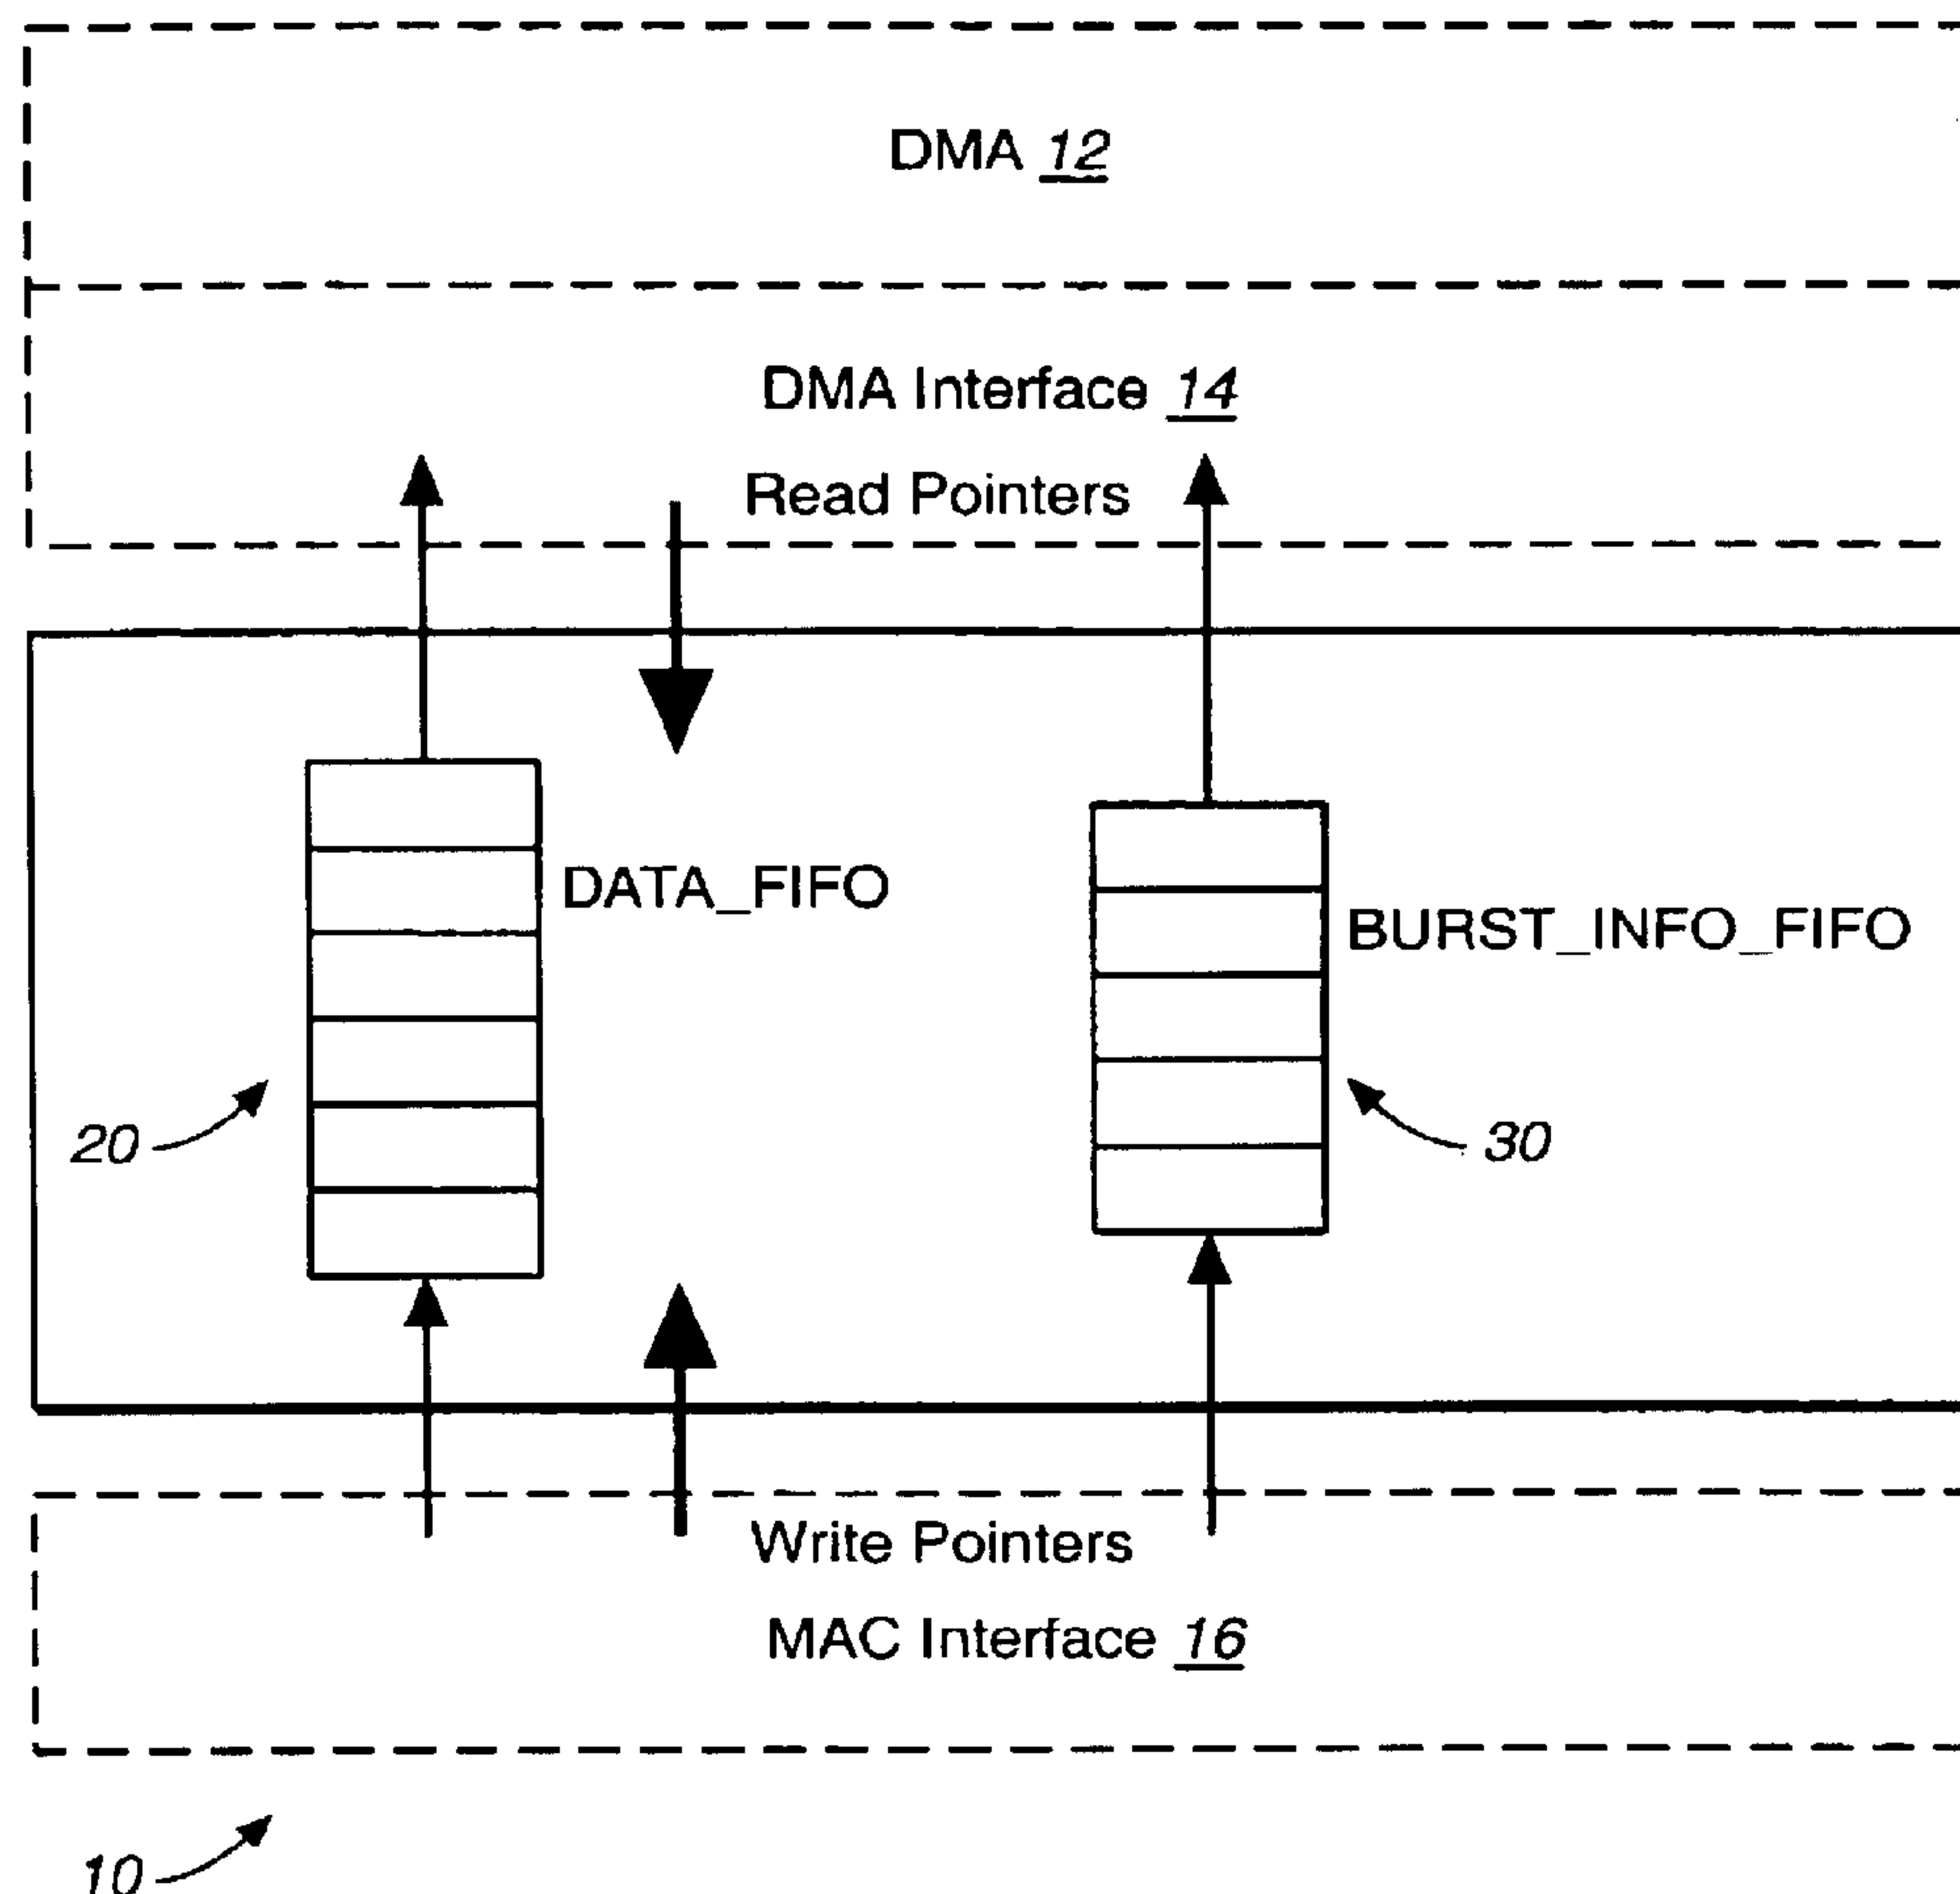 DMA 12
DMA Interface 14
Read Pointers
DATA_FIFO
BURST_INFO_FIFO
20
30
Write Pointers
MAC Interface 16
10